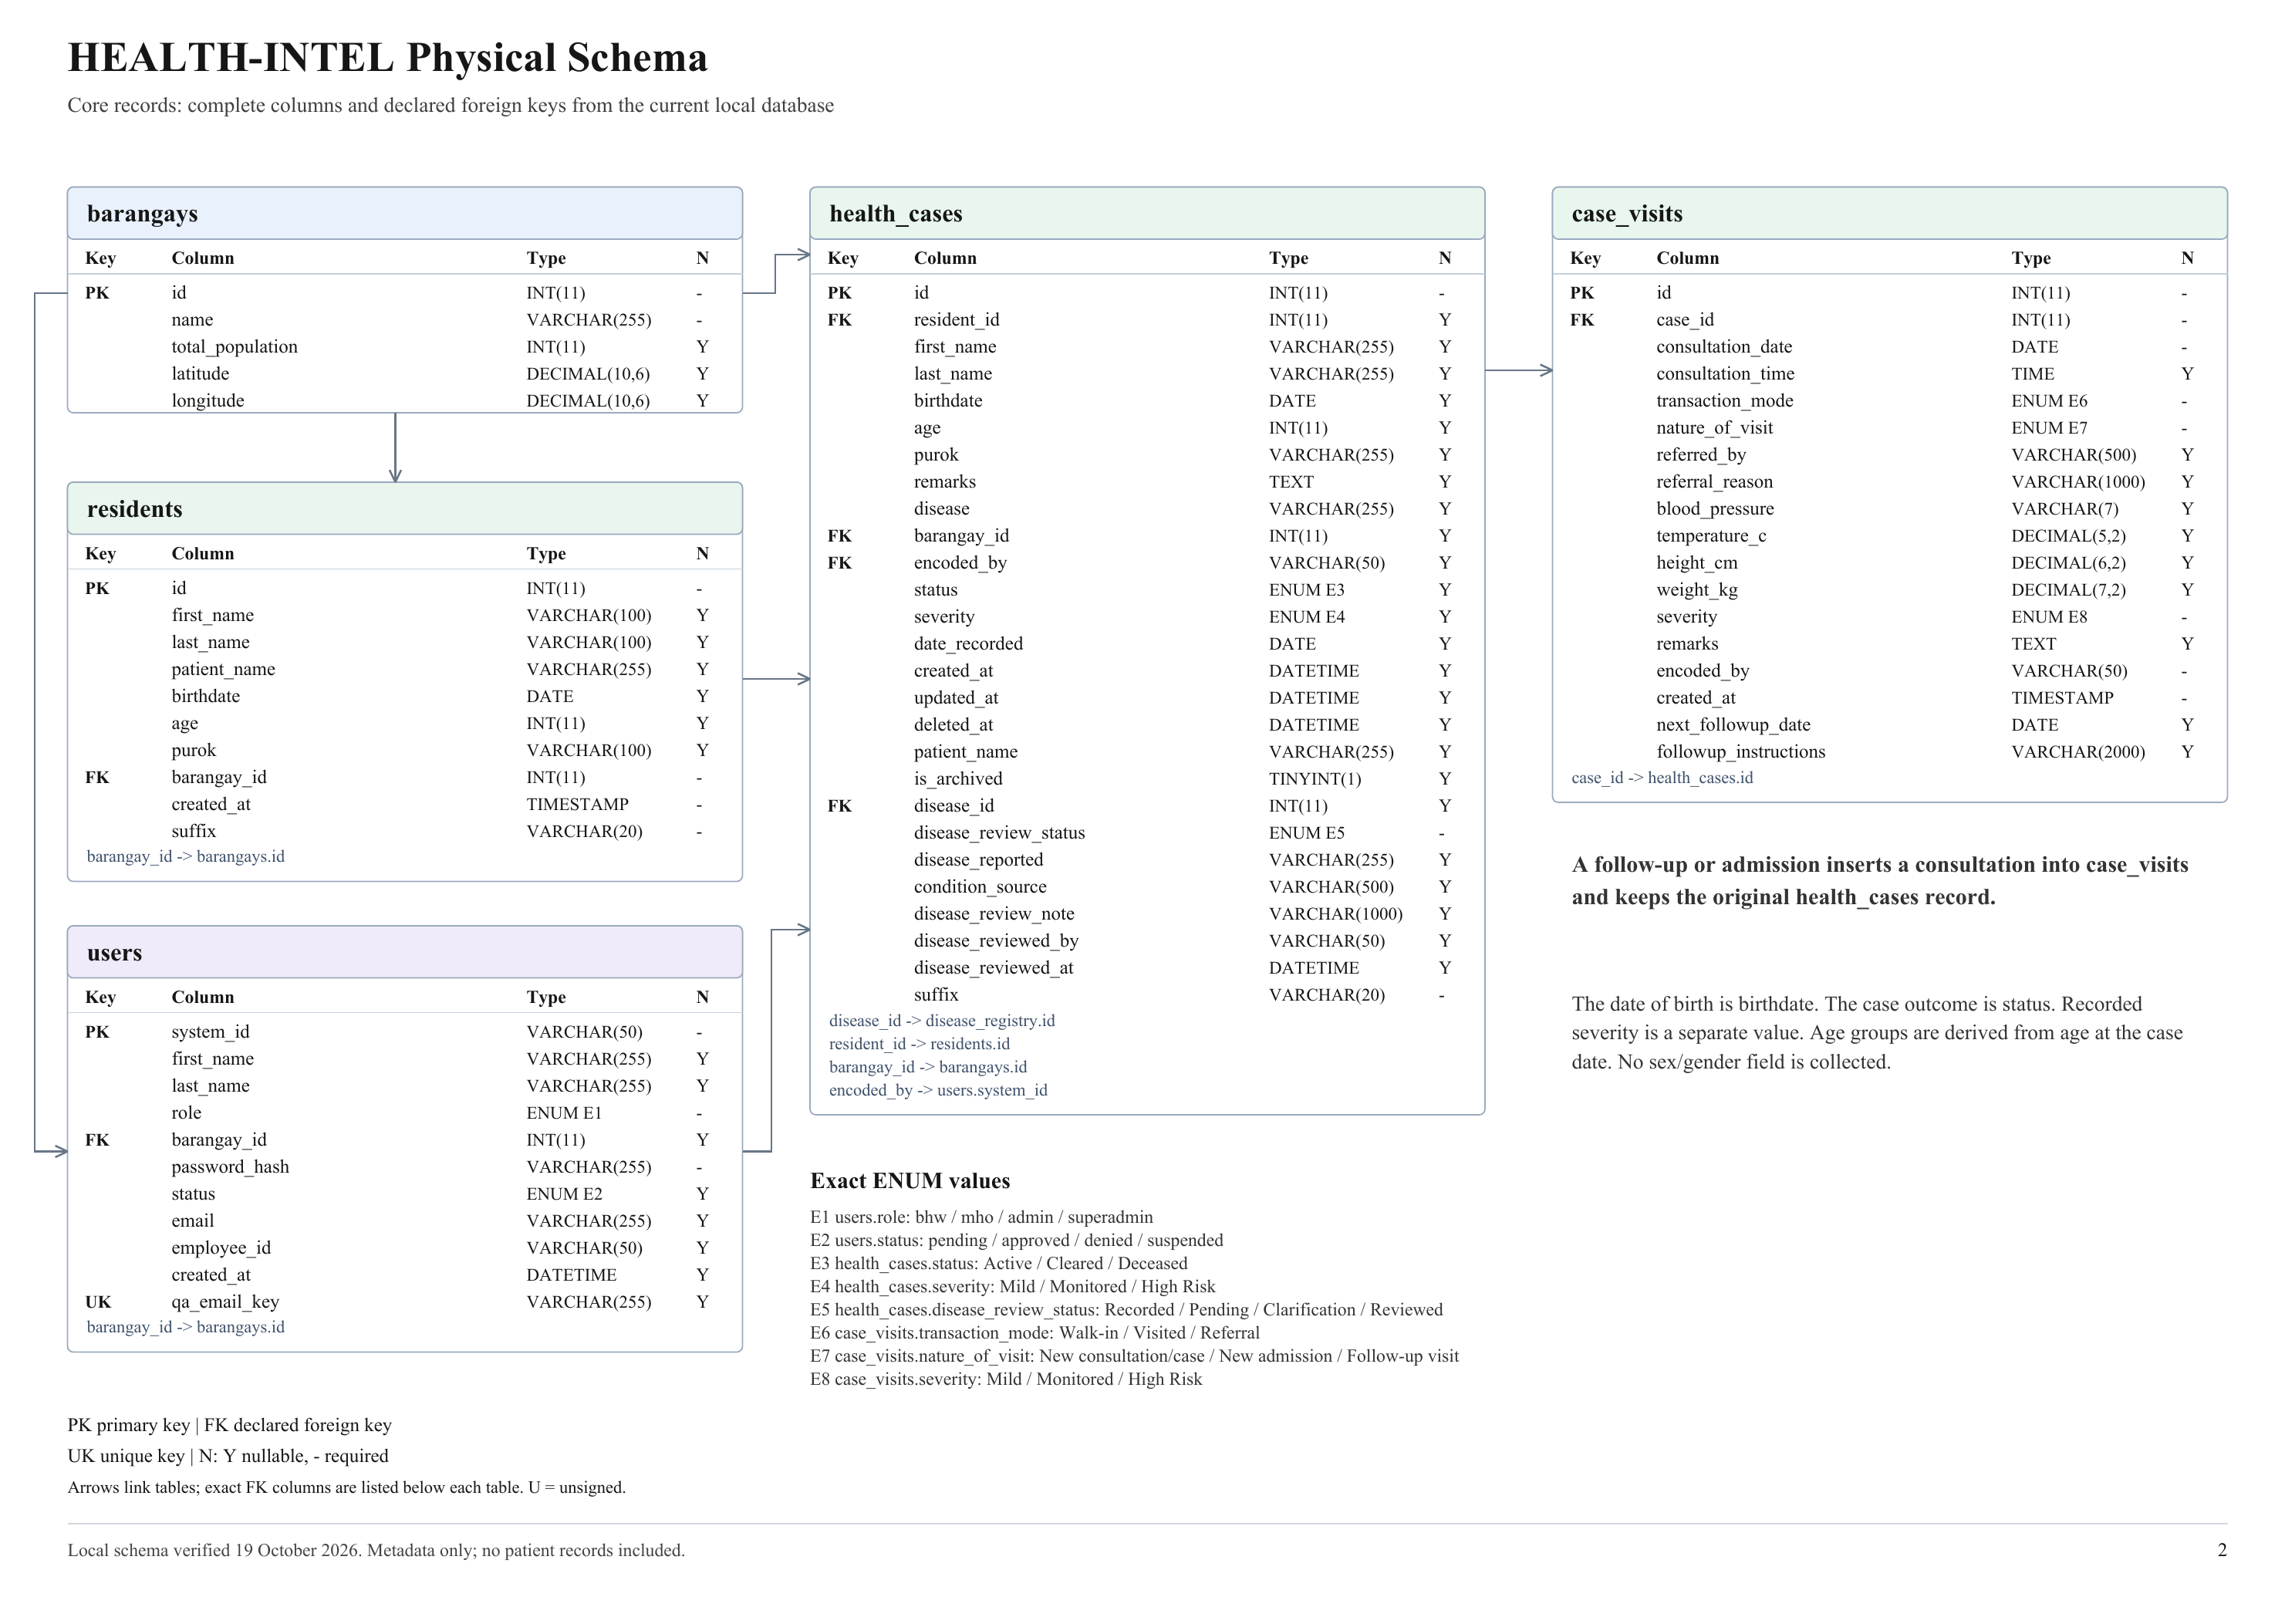 HEALTH-INTEL Physical Schema
Core records: complete columns and declared foreign keys from the current local database
barangays
Key Column Type N
PK id INT(11) -
name VARCHAR(255) -
total_population INT(11) Y
latitude DECIMAL(10,6) Y
longitude DECIMAL(10,6) Y
residents
Key Column Type N
PK id INT(11) -
first_name VARCHAR(100) Y
last_name VARCHAR(100) Y
patient_name VARCHAR(255) Y
birthdate DATE Y
age INT(11) Y
purok VARCHAR(100) Y
FK barangay_id INT(11) -
created_at TIMESTAMP -
suffix VARCHAR(20) -
barangay_id -> barangays.id
users
Key Column Type N
PK system_id VARCHAR(50) -
first_name VARCHAR(255) Y
last_name VARCHAR(255) Y
role ENUM E1 -
FK barangay_id INT(11) Y
password_hash VARCHAR(255) -
status ENUM E2 Y
email VARCHAR(255) Y
employee_id VARCHAR(50) Y
created_at DATETIME Y
UK qa_email_key VARCHAR(255) Y
barangay_id -> barangays.id
health_cases
Key Column Type N
PK id INT(11) -
FK resident_id INT(11) Y
first_name VARCHAR(255) Y
last_name VARCHAR(255) Y
birthdate DATE Y
age INT(11) Y
purok VARCHAR(255) Y
remarks TEXT Y
disease VARCHAR(255) Y
FK barangay_id INT(11) Y
FK encoded_by VARCHAR(50) Y
status ENUM E3 Y
severity ENUM E4 Y
date_recorded DATE Y
created_at DATETIME Y
updated_at DATETIME Y
deleted_at DATETIME Y
patient_name VARCHAR(255) Y
is_archived TINYINT(1) Y
FK disease_id INT(11) Y
disease_review_status ENUM E5 -
disease_reported VARCHAR(255) Y
condition_source VARCHAR(500) Y
disease_review_note VARCHAR(1000) Y
disease_reviewed_by VARCHAR(50) Y
disease_reviewed_at DATETIME Y
suffix VARCHAR(20) -
disease_id -> disease_registry.id
resident_id -> residents.id
barangay_id -> barangays.id
encoded_by -> users.system_id
case_visits
Key Column Type N
PK id INT(11) -
FK case_id INT(11) -
consultation_date DATE -
consultation_time TIME Y
transaction_mode ENUM E6 -
nature_of_visit ENUM E7 -
referred_by VARCHAR(500) Y
referral_reason VARCHAR(1000) Y
blood_pressure VARCHAR(7) Y
temperature_c DECIMAL(5,2) Y
height_cm DECIMAL(6,2) Y
weight_kg DECIMAL(7,2) Y
severity ENUM E8 -
remarks TEXT Y
encoded_by VARCHAR(50) -
created_at TIMESTAMP -
next_followup_date DATE Y
followup_instructions VARCHAR(2000) Y
case_id -> health_cases.id
A follow-up or admission inserts a consultation into case_visits
and keeps the original health_cases record.
The date of birth is birthdate. The case outcome is status. Recorded
severity is a separate value. Age groups are derived from age at the case
date. No sex/gender field is collected.
Exact ENUM values
E1 users.role: bhw / mho / admin / superadmin
E2 users.status: pending / approved / denied / suspended
E3 health_cases.status: Active / Cleared / Deceased
E4 health_cases.severity: Mild / Monitored / High Risk
E5 health_cases.disease_review_status: Recorded / Pending / Clarification / Reviewed
E6 case_visits.transaction_mode: Walk-in / Visited / Referral
E7 case_visits.nature_of_visit: New consultation/case / New admission / Follow-up visit
E8 case_visits.severity: Mild / Monitored / High Risk
PK primary key | FK declared foreign key
UK unique key | N: Y nullable, - required
Arrows link tables; exact FK columns are listed below each table. U = unsigned.
Local schema verified 19 October 2026. Metadata only; no patient records included.
2